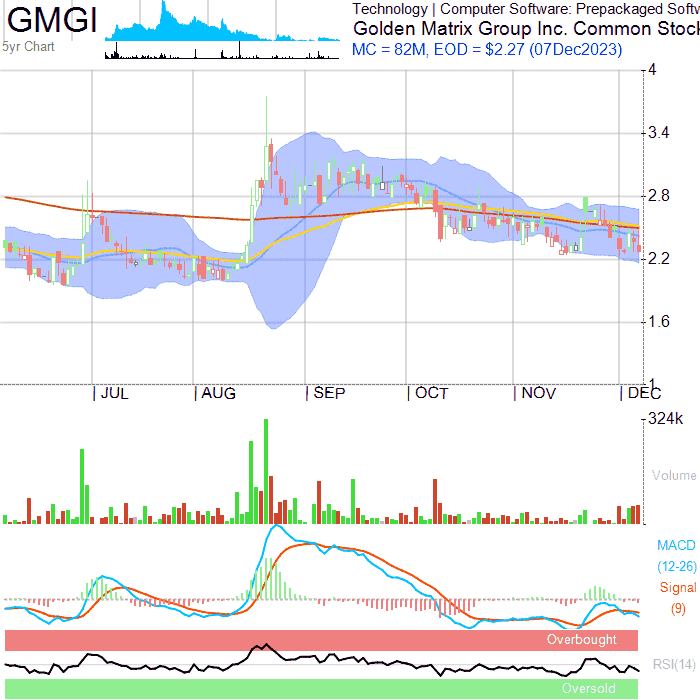 GMGI
5yr Chart
Technology | Computer Software: Prepackaged Softw
Golden Matrix Group Inc. Common Stock
MC = 82M, EOD = $2.27 (07Dec2023)
4
3.4
2.8
2.2
1.6
1
JUL
AUG
SEP
OCT
NOV
DEC
324k
Volume
MACD
(12-26)
Signal
(9)
Overbought
RSI(14)
Oversold